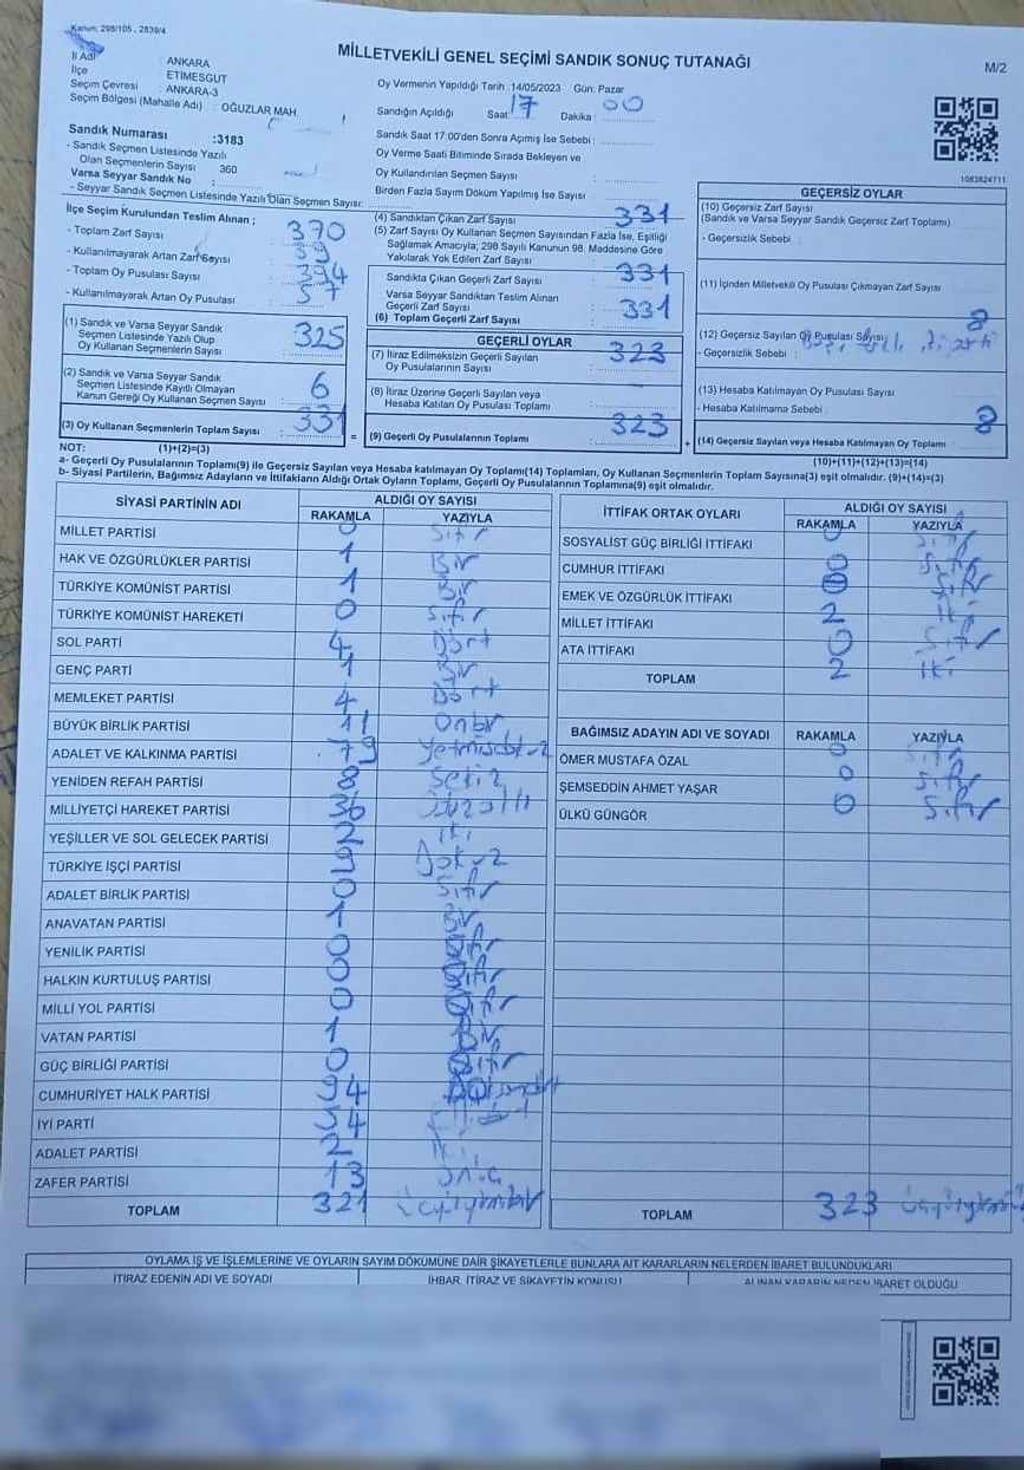 Kanun: 298/105 , 2839/4
MİLLETVEKİLİ GENEL SEÇİMİ SANDIK SONUÇ TUTANAĞI
M/2
İl Adı : ANKARA
İlçe : ETİMESGUT
Seçim Çevresi : ANKARA-3
Seçim Bölgesi (Mahalle Adı) : OĞUZLAR MAH.
Oy Vermenin Yapıldığı Tarih :14/05/2023 Gün: Pazar
Sandığın Açıldığı Saat: 17 Dakika : 00
Sandık Numarası :3183
- Sandık Seçmen Listesinde Yazılı
Olan Seçmenlerin Sayısı 360
Varsa Seyyar Sandık No :
- Seyyar Sandık Seçmen Listesinde Yazılı Olan Seçmen Sayısı:
Sandık Saat 17:00'den Sonra Açımış İse Sebebi :
Oy Verme Saati Bitiminde Sırada Bekleyen ve
Oy Kullandırılan Seçmen Sayısı :
Birden Fazla Sayım Döküm Yapılmış İse Sayısı :
1083824711
İlçe Seçim Kurulundan Teslim Alınan ;
- Toplam Zarf Sayısı : 370
- Kullanılmayarak Artan Zarf Sayısı : 39
- Toplam Oy Pusulası Sayısı : 394
- Kullanılmayarak Artan Oy Pusulası : 57
(1) Sandık ve Varsa Seyyar Sandık
Seçmen Listesinde Yazılı Olup
Oy Kullanan Seçmenlerin Sayısı : 325
(2) Sandık ve Varsa Seyyar Sandık
Seçmen Listesinde Kayıtlı Olmayan
Kanun Gereği Oy Kullanan Seçmen Sayısı : 6
(3) Oy Kullanan Seçmenlerin Toplam Sayısı : 331
(4) Sandıktan Çıkan Zarf Sayısı : 331
(5) Zarf Sayısı Oy Kullanan Seçmen Sayısından Fazla İse, Eşitliği
Sağlamak Amacıyla; 298 Sayılı Kanunun 98. Maddesine Göre
Yakılarak Yok Edilen Zarf Sayısı :
Sandıkta Çıkan Geçerli Zarf Sayısı : 331
Varsa Seyyar Sandıktan Teslim Alınan
Geçerli Zarf Sayısı :
(6) Toplam Geçerli Zarf Sayısı : 331
GEÇERLİ OYLAR
(7) İtiraz Edilmeksizin Geçerli Sayılan
Oy Pusulalarının Sayısı : 323
(8) İtiraz Üzerine Geçerli Sayılan veya
Hesaba Katılan Oy Pusulası Toplamı :
= (9) Geçerli Oy Pusulalarının Toplamı : 323
GEÇERSİZ OYLAR
(10) Geçersiz Zarf Sayısı
(Sandık ve Varsa Seyyar Sandık Geçersiz Zarf Toplamı)
- Geçersizlik Sebebi :
(11) İçinden Milletvekili Oy Pusulası Çıkmayan Zarf Sayısı
(12) Geçersiz Sayılan Oy Pusulası Sayısı 8
- Geçersizlik Sebebi :
(13) Hesaba Katılmayan Oy Pusulası Sayısı
- Hesaba Katılmama Sebebi :
+ (14) Geçersiz Sayılan veya Hesaba Katılmayan Oy Toplamı 8
NOT: (1)+(2)=(3)
(10)+(11)+(12)+(13)=(14)
a- Geçerli Oy Pusulasının Toplamı(9) ile Geçersiz Sayılan veya Hesaba katılmayan Oy Toplamı(14) Toplamları, Oy Kullanan Seçmenlerin Toplam Sayısına(3) eşit olmalıdır. (9)+(14)=(3)
b- Siyasi Partilerin, Bağımsız Adayların ve İttifakların Aldığı Ortak Oyların Toplamı, Geçerli Oy Pusulalarının Toplamına(9) eşit olmalıdır.
SİYASİ PARTİNİN ADI ALDIĞI OY SAYISI
RAKAMLA YAZIYLA
MİLLET PARTİSİ 0 Sıfır
HAK VE ÖZGÜRLÜKLER PARTİSİ 1 Bir
TÜRKİYE KOMÜNİST PARTİSİ 1 Bir
TÜRKİYE KOMÜNİST HAREKETİ 0 Sıfır
SOL PARTİ 4 Dört
GENÇ PARTİ 1 Bir
MEMLEKET PARTİSİ 4 Dört
BÜYÜK BİRLİK PARTİSİ 11 Onbir
ADALET VE KALKINMA PARTİSİ 79 Yetmişdokuz
YENİDEN REFAH PARTİSİ 8 Sekiz
MİLLİYETÇİ HAREKET PARTİSİ 36 Otuzaltı
YEŞİLLER VE SOL GELECEK PARTİSİ 2 iki
TÜRKİYE İŞÇİ PARTİSİ 9 Dokuz
ADALET BİRLİK PARTİSİ 0 Sıfır
ANAVATAN PARTİSİ 1 Bir
YENİLİK PARTİSİ 0 Sıfır
HALKIN KURTULUŞ PARTİSİ 0 Sıfır
MİLLİ YOL PARTİSİ 0 Sıfır
VATAN PARTİSİ 1 Bir
GÜÇ BİRLİĞİ PARTİSİ 0 Sıfır
CUMHURİYET HALK PARTİSİ 94
İYİ PARTİ 54
ADALET PARTİSİ 2 İki
ZAFER PARTİSİ 13
TOPLAM 321 üçyüzyirmibir
İTTİFAK ORTAK OYLARI ALDIĞI OY SAYISI
RAKAMLA YAZIYLA
SOSYALİST GÜÇ BİRLİĞİ İTTİFAKI 0 Sıfır
CUMHUR İTTİFAKI 0 Sıfır
EMEK VE ÖZGÜRLÜK İTTİFAKI 0 Sıfır
MİLLET İTTİFAKI 2 İki
ATA İTTİFAKI 0 Sıfır
TOPLAM 2 İki
BAĞIMSIZ ADAYIN ADI VE SOYADI RAKAMLA YAZIYLA
ÖMER MUSTAFA ÖZAL 0 Sıfır
ŞEMSEDDİN AHMET YAŞAR 0 Sıfır
ÜLKÜ GÜNGÖR 0 Sıfır
TOPLAM 323
OYLAMA İŞ VE İŞLEMLERİNE VE OYLARIN SAYIM DÖKÜMÜNE DAİR ŞİKAYETLERLE BUNLARA AİT KARARLARIN NELERDEN İBARET BULUNDUKLARI
İTİRAZ EDENİN ADI VE SOYADI
İHBAR, İTİRAZ VE ŞİKAYETİN KONUSU
ALINAN KARARIN NEDEN İBARET OLDUĞU